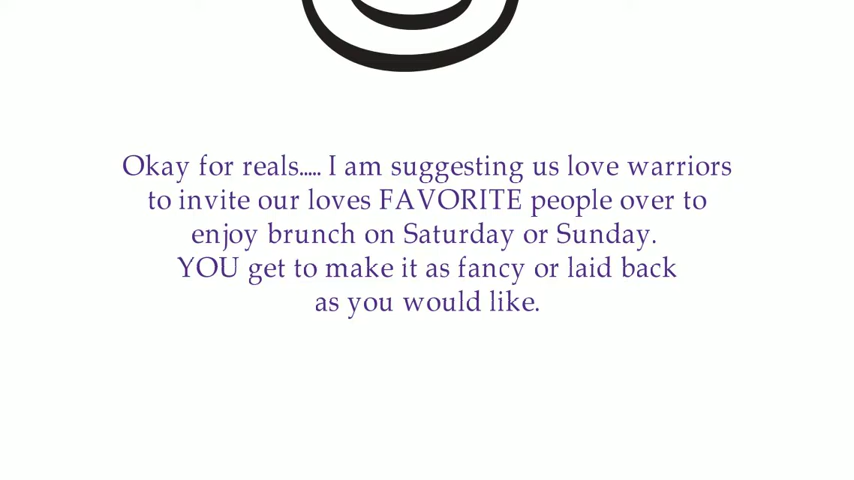 Okay for reals..... I am suggesting us love warriors
to invite our loves FAVORITE people over to
enjoy brunch on Saturday or Sunday.
YOU get to make it as fancy or laid back
as you would like.